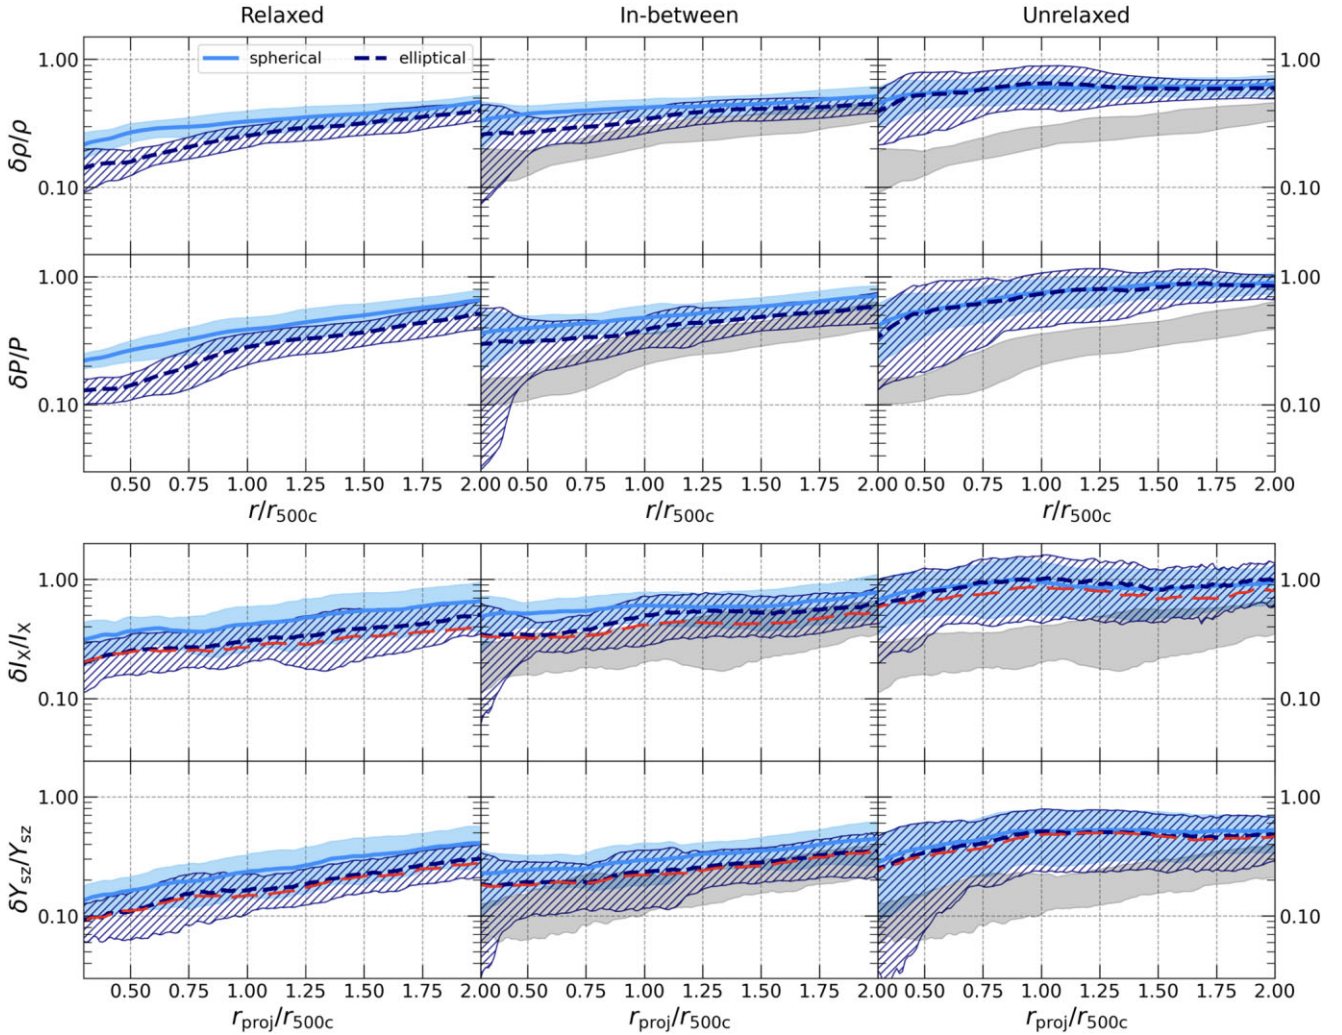 Relaxed In-between Unrelaxed
spherical elliptical
1.00 1.00
δρ/ρ
0.10 0.10
1.00 1.00
δP/P
0.10 0.10
0.50 0.75 1.00 1.25 1.50 1.75 2.00 0.50 0.75 1.00 1.25 1.50 1.75 2.00 0.50 0.75 1.00 1.25 1.50 1.75 2.00
r/r500c r/r500c r/r500c
1.00 1.00
δIX/IX
0.10 0.10
1.00 1.00
δYsz/Ysz
0.10 0.10
0.50 0.75 1.00 1.25 1.50 1.75 2.00 0.50 0.75 1.00 1.25 1.50 1.75 2.00 0.50 0.75 1.00 1.25 1.50 1.75 2.00
rproj/r500c rproj/r500c rproj/r500c